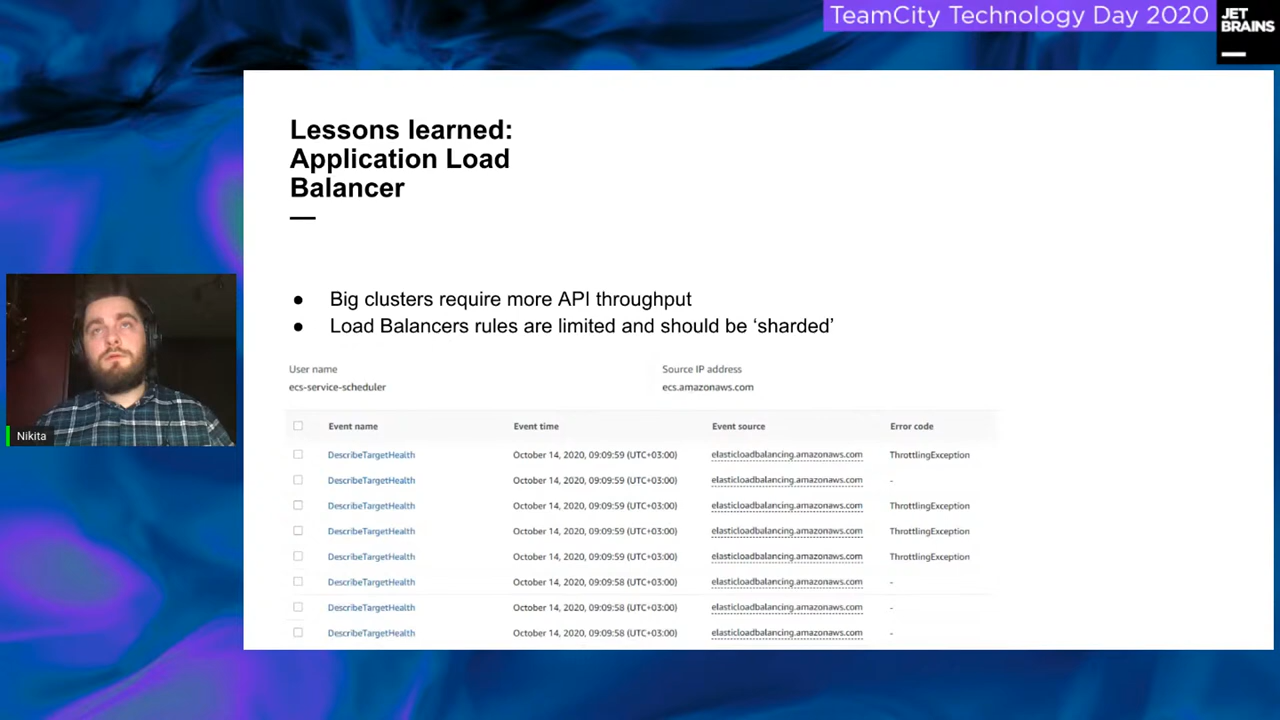 TeamCity Technology Day 2020
JET
BRAINS
Lessons learned:
Application Load
Balancer
● Big clusters require more API throughput
● Load Balancers rules are limited and should be ‘sharded’
User name Source IP address
ecs-service-scheduler ecs.amazonaws.com
Event name Event time Event source Error code
DescribeTargetHealth October 14, 2020, 09:09:59 (UTC+03:00) elasticloadbalancing.amazonaws.com ThrottlingException
DescribeTargetHealth October 14, 2020, 09:09:59 (UTC+03:00) elasticloadbalancing.amazonaws.com -
DescribeTargetHealth October 14, 2020, 09:09:59 (UTC+03:00) elasticloadbalancing.amazonaws.com ThrottlingException
DescribeTargetHealth October 14, 2020, 09:09:59 (UTC+03:00) elasticloadbalancing.amazonaws.com ThrottlingException
DescribeTargetHealth October 14, 2020, 09:09:59 (UTC+03:00) elasticloadbalancing.amazonaws.com ThrottlingException
DescribeTargetHealth October 14, 2020, 09:09:58 (UTC+03:00) elasticloadbalancing.amazonaws.com -
DescribeTargetHealth October 14, 2020, 09:09:58 (UTC+03:00) elasticloadbalancing.amazonaws.com -
DescribeTargetHealth October 14, 2020, 09:09:58 (UTC+03:00) elasticloadbalancing.amazonaws.com -
Nikita